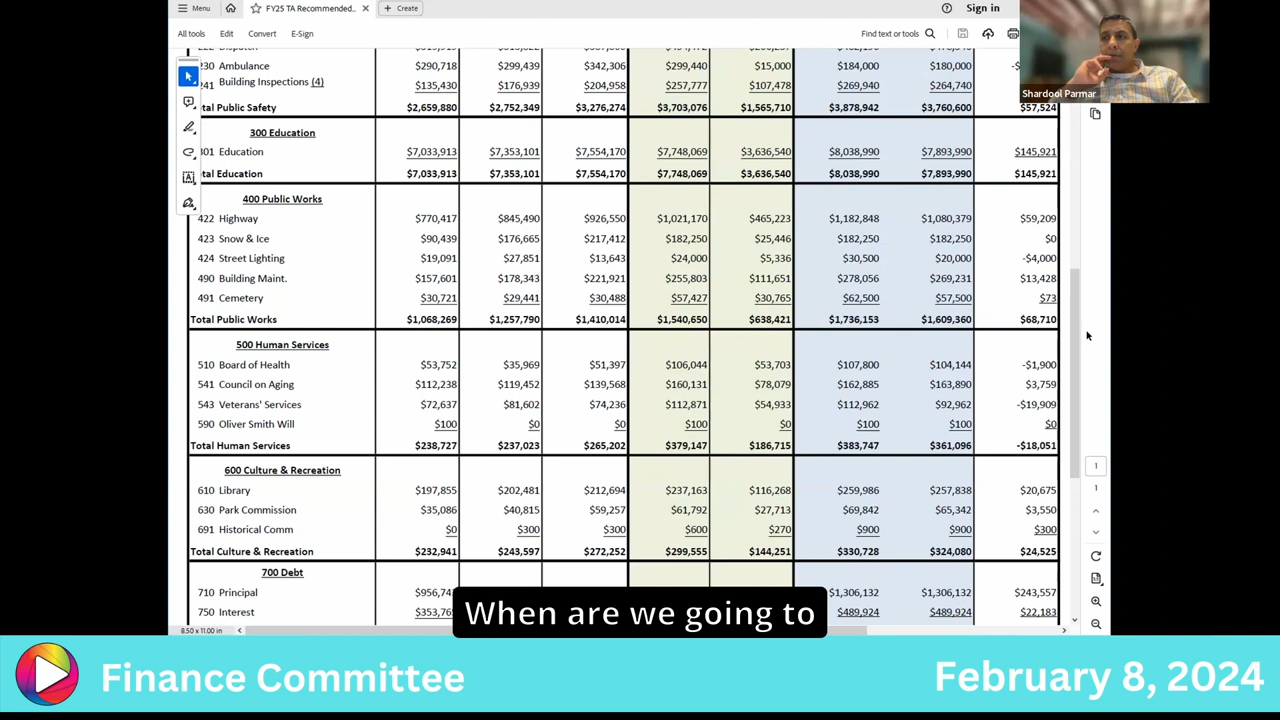 Menu FY25 TA Recommended... Create Sign in
All tools Edit Convert E-Sign Find text or tools
230 Ambulance $290,718 $299,439 $342,306 $299,440 $15,000 $184,000 $180,000
241 Building Inspections (4) $135,430 $176,939 $204,958 $257,777 $107,478 $269,940 $264,740
Total Public Safety $2,659,880 $2,752,349 $3,276,274 $3,703,076 $1,565,710 $3,878,942 $3,760,600 $57,524
Shardool Parmar
300 Education
301 Education $7,033,913 $7,353,101 $7,554,170 $7,748,069 $3,636,540 $8,038,990 $7,893,990 $145,921
Total Education $7,033,913 $7,353,101 $7,554,170 $7,748,069 $3,636,540 $8,038,990 $7,893,990 $145,921
400 Public Works
422 Highway $770,417 $845,490 $926,550 $1,021,170 $465,223 $1,182,848 $1,080,379 $59,209
423 Snow & Ice $90,439 $176,665 $217,412 $182,250 $25,446 $182,250 $182,250 $0
424 Street Lighting $19,091 $27,851 $13,643 $24,000 $5,336 $30,500 $20,000 -$4,000
490 Building Maint. $157,601 $178,343 $221,921 $255,803 $111,651 $278,056 $269,231 $13,428
491 Cemetery $30,721 $29,441 $30,488 $57,427 $30,765 $62,500 $57,500 $73
Total Public Works $1,068,269 $1,257,790 $1,410,014 $1,540,650 $638,421 $1,736,153 $1,609,360 $68,710
500 Human Services
510 Board of Health $53,752 $35,969 $51,397 $106,044 $53,703 $107,800 $104,144 -$1,900
541 Council on Aging $112,238 $119,452 $139,568 $160,131 $78,079 $162,885 $163,890 $3,759
543 Veterans' Services $72,637 $81,602 $74,236 $112,871 $54,933 $112,962 $92,962 -$19,909
590 Oliver Smith Will $100 $0 $0 $100 $0 $100 $100 $0
Total Human Services $238,727 $237,023 $265,202 $379,147 $186,715 $383,747 $361,096 -$18,051
600 Culture & Recreation
610 Library $197,855 $202,481 $212,694 $237,163 $116,268 $259,986 $257,838 $20,675
630 Park Commission $35,086 $40,815 $59,257 $61,792 $27,713 $69,842 $65,342 $3,550
691 Historical Comm $0 $300 $300 $600 $270 $900 $900 $300
Total Culture & Recreation $232,941 $243,597 $272,252 $299,555 $144,251 $330,728 $324,080 $24,525
700 Debt
710 Principal $1,306,132 $1,306,132 $243,557
750 Interest $489,924 $489,924 $22,183
1
1
When are we going to
8.50 x 11.00 in
Finance Committee
February 8, 2024